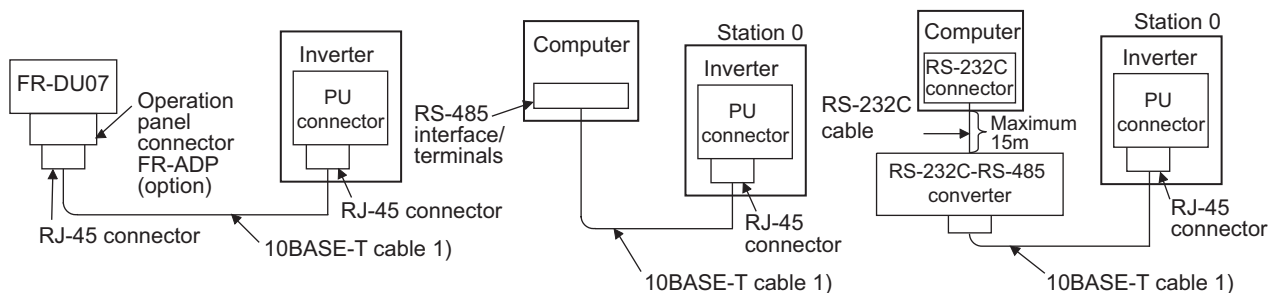 FR-DU07
Operation
panel
connector
FR-ADP
(option)
RJ-45 connector
Inverter
PU
connector
RJ-45 connector
10BASE-T cable 1)
Computer
RS-485
interface/
terminals
Station 0
Inverter
PU
connector
RJ-45
connector
10BASE-T cable 1)
Computer
RS-232C
connector
RS-232C
cable
Maximum
15m
RS-232C-RS-485
converter
Station 0
Inverter
PU
connector
RJ-45
connector
10BASE-T cable 1)